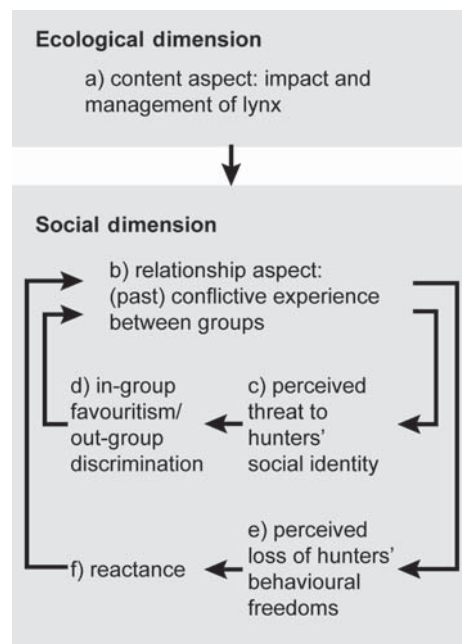 Ecological dimension
a) content aspect: impact and
management of lynx
Social dimension
b) relationship aspect:
(past) conflictive experience
between groups
d) in-group
favouritism/
out-group
discrimination
c) perceived
threat to
hunters'
social identity
f) reactance
e) perceived
loss of hunters'
behavioural
freedoms